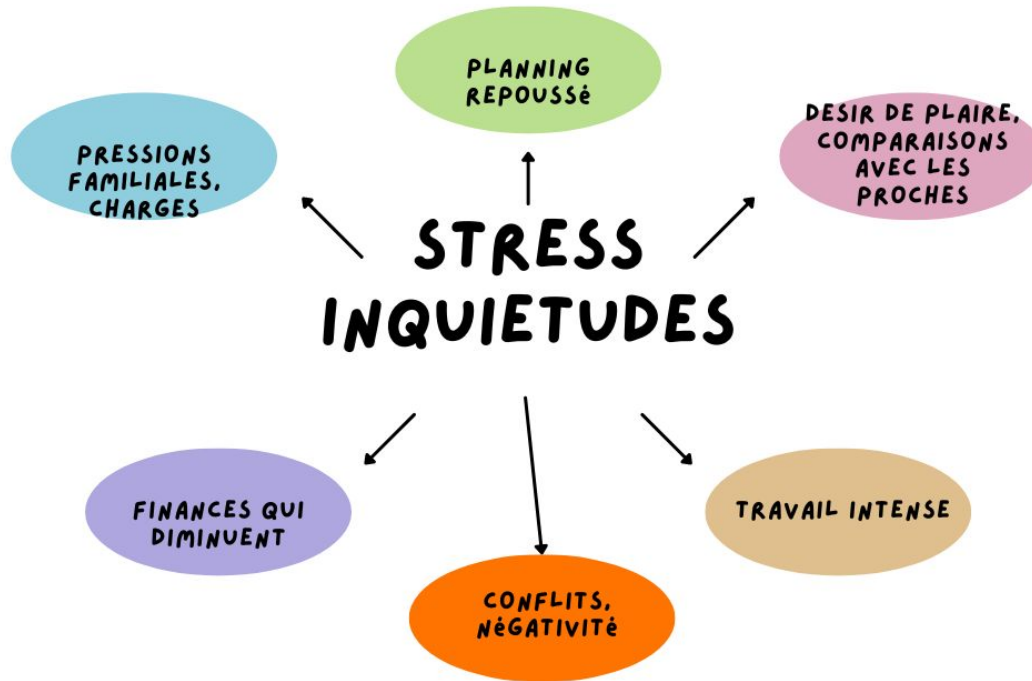 PLANNING
REPOUSSé
PRESSIONS
FAMILIALES,
CHARGES
DESIR DE PLAIRE,
COMPARAISONS
AVEC LES
PROCHES
STRESS
INQUIETUDES
FINANCES QUI
DIMINUENT
TRAVAIL INTENSE
CONFLITS,
NéGATIVITé